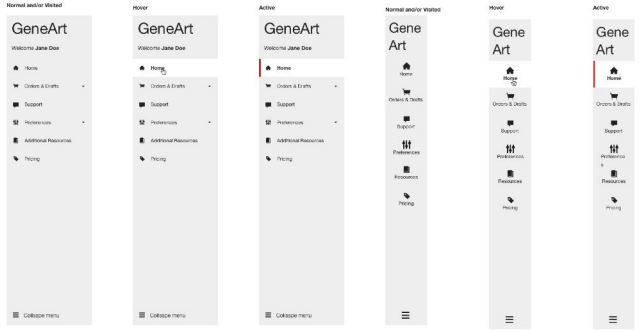 Normal and/or Visited
GeneArt
Welcome Jane Doe
Home
Orders & Drafts
Support
Preferences
Additional Resources
Pricing
Collapse menu
Hover
GeneArt
Welcome Jane Doe
Home
Orders & Drafts
Support
Preferences
Additional Resources
Pricing
Collapse menu
Active
GeneArt
Welcome Jane Doe
Home
Orders & Drafts
Support
Preferences
Additional Resources
Pricing
Collapse menu
Normal and/or Visited
Gene
Art
Home
Orders & Drafts
Support
Preferences
Resources
Pricing
Hover
Gene
Art
Home
Orders & Drafts
Support
Preferences
Resources
Pricing
Active
Gene
Art
Home
Orders & Drafts
Support
Preference
s
Resources
Pricing